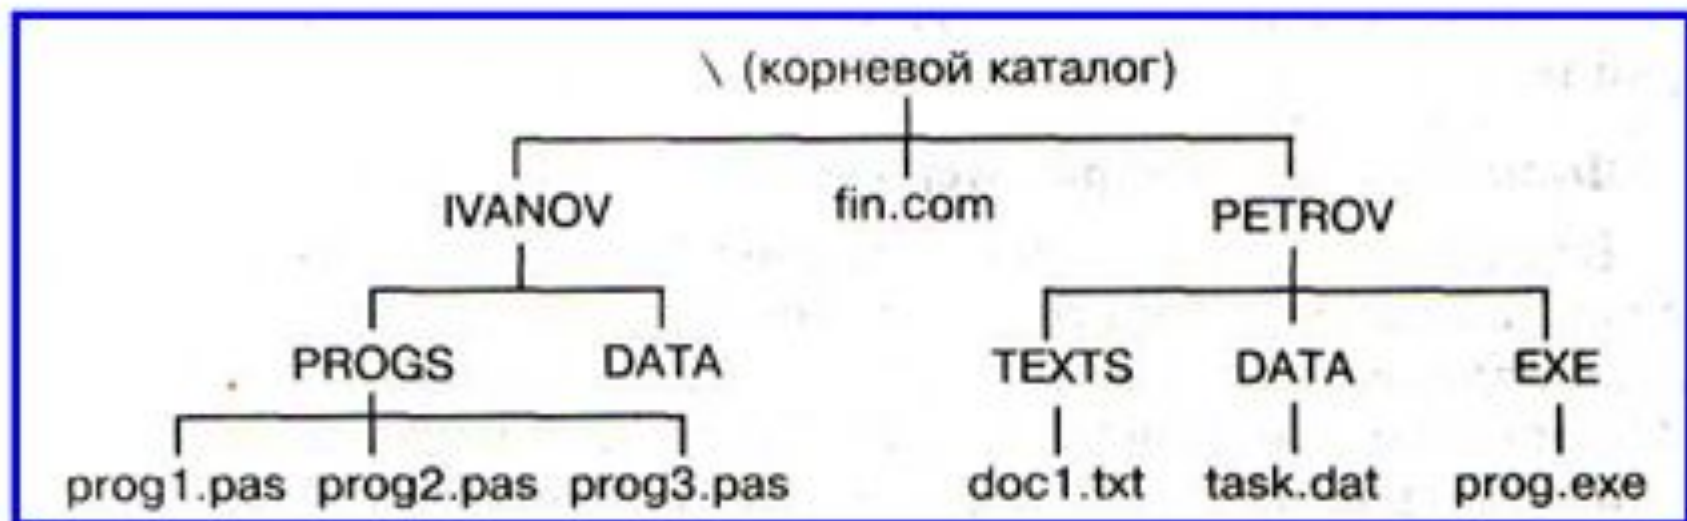 \ (корневой каталог)
IVANOV fin.com PETROV
PROGS DATA TEXTS DATA EXE
prog1.pas prog2.pas prog3.pas doc1.txt task.dat prog.exe